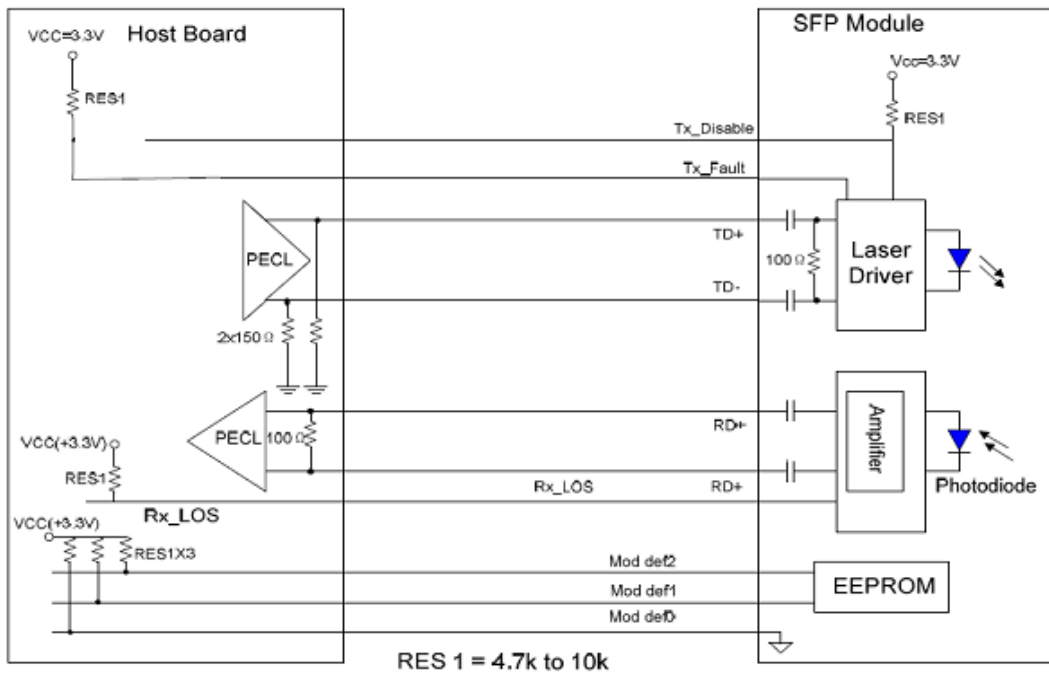 Host Board
SFP Module
VCC=3.3V
Vcc=3.3V
RES1
RES1
Tx_Disable
Tx_Fault
PECL
TD+
TD-
100 Ω
Laser
Driver
2x150 Ω
PECL
100Ω
RD+
RD+
Amplifier
Photodiode
VCC(+3.3V)
RES1
Rx_LOS
Rx_LOS
VCC(+3.3V)
RES1X3
Mod def2
Mod def1
Mod def0
EEPROM
RES 1 = 4.7k to 10k